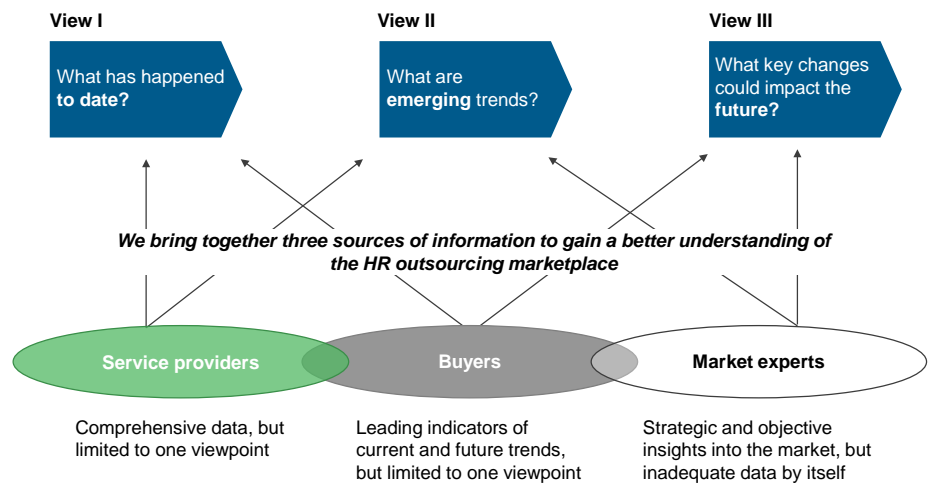 View I
View II
View III
What has happened
to date?
What are
emerging trends?
What key changes
could impact the
future?
We bring together three sources of information to gain a better understanding of
the HR outsourcing marketplace
Service providers
Buyers
Market experts
Comprehensive data, but
limited to one viewpoint
Leading indicators of
current and future trends,
but limited to one viewpoint
Strategic and objective
insights into the market, but
inadequate data by itself